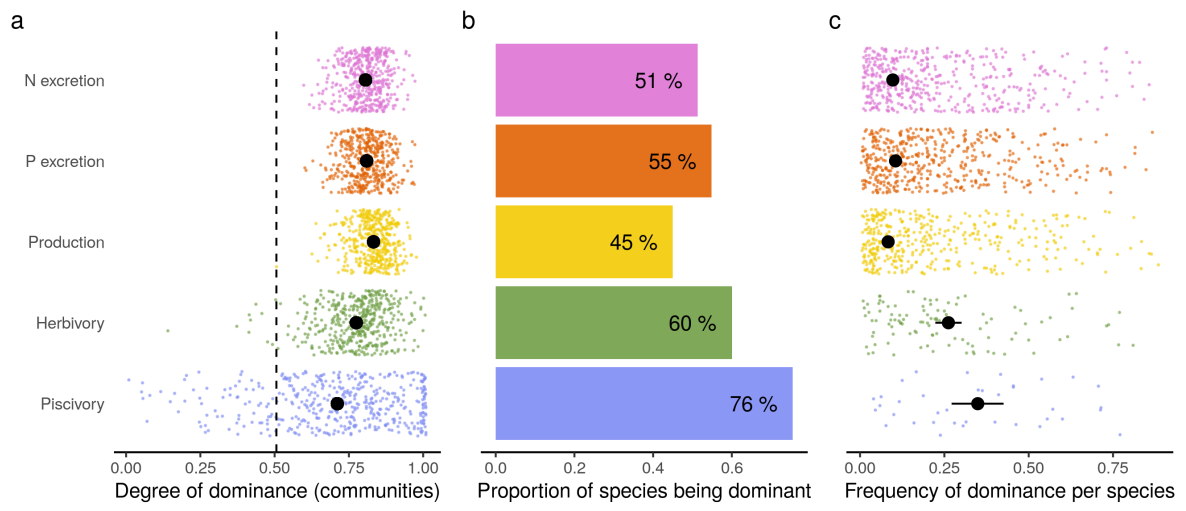 a
b
c
N excretion
P excretion
Production
Herbivory
Piscivory
51 %
55 %
45 %
60 %
76 %
0.00 0.25 0.50 0.75 1.00
Degree of dominance (communities)
0.0 0.2 0.4 0.6
Proportion of species being dominant
0.00 0.25 0.50 0.75
Frequency of dominance per species